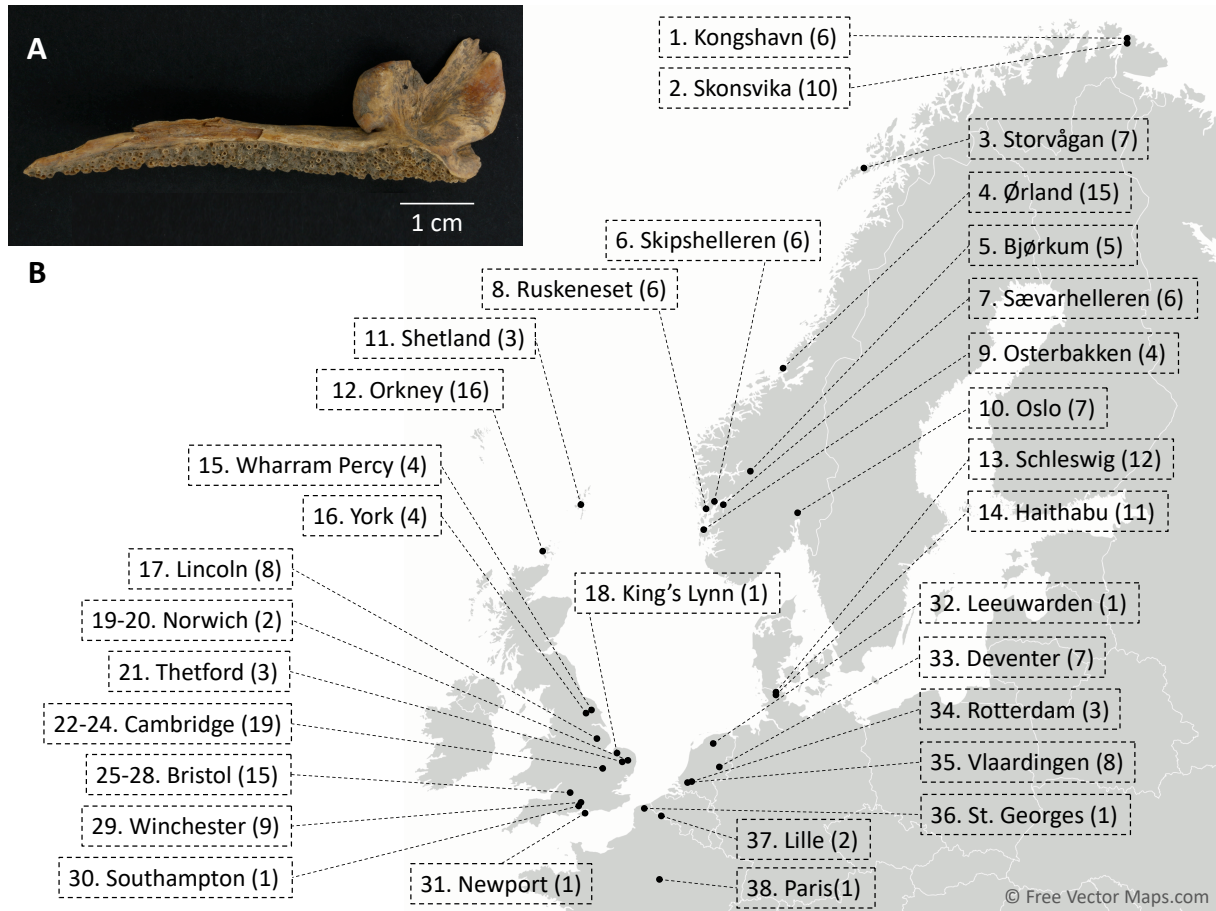 A
1 cm
B
1. Kongshavn (6)
2. Skonsvika (10)
3. Storvågan (7)
4. Ørland (15)
5. Bjørkum (5)
6. Skipshelleren (6)
7. Sævarhelleren (6)
8. Ruskeneset (6)
9. Osterbakken (4)
10. Oslo (7)
11. Shetland (3)
12. Orkney (16)
13. Schleswig (12)
14. Haithabu (11)
15. Wharram Percy (4)
16. York (4)
17. Lincoln (8)
18. King’s Lynn (1)
19-20. Norwich (2)
21. Thetford (3)
22-24. Cambridge (19)
25-28. Bristol (15)
29. Winchester (9)
30. Southampton (1)
31. Newport (1)
32. Leeuwarden (1)
33. Deventer (7)
34. Rotterdam (3)
35. Vlaardingen (8)
36. St. Georges (1)
37. Lille (2)
38. Paris(1)
© Free Vector Maps.com